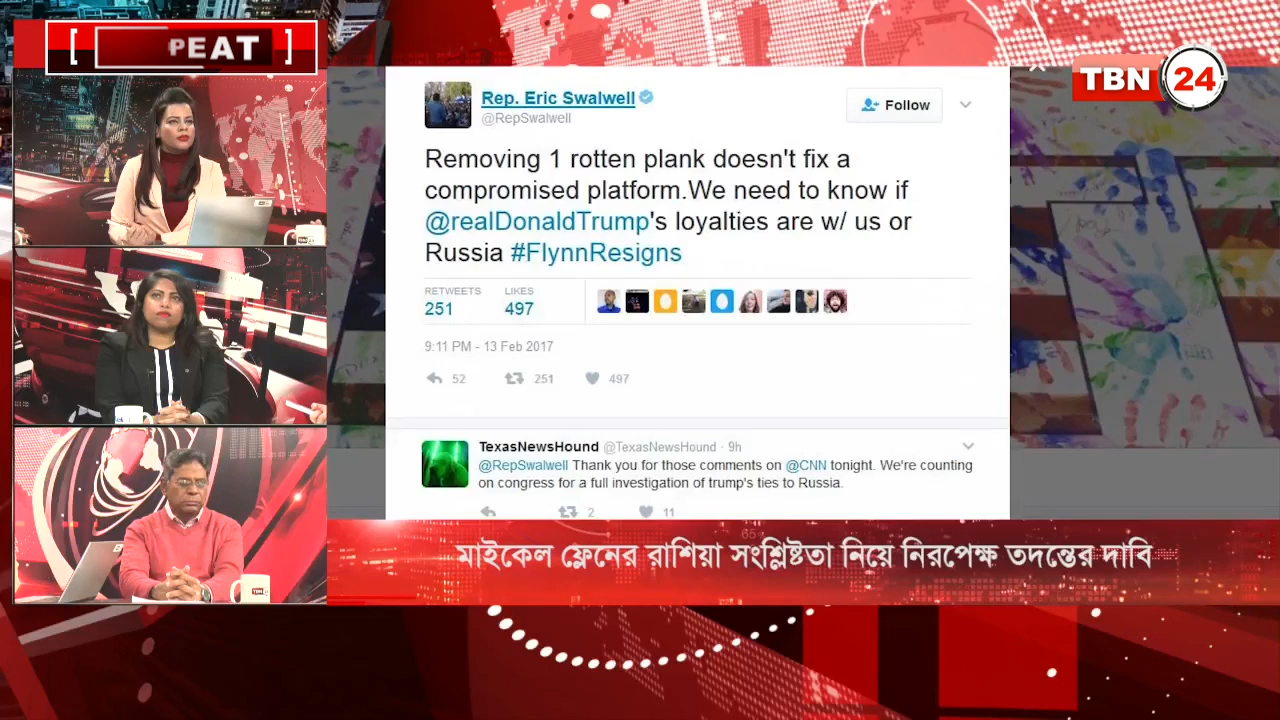 [ PEAT ]
TBN 24
Rep. Eric Swalwell
@RepSwalwell
Follow
Removing 1 rotten plank doesn't fix a
compromised platform.We need to know if
@realDonaldTrump's loyalties are w/ us or
Russia #FlynnResigns
RETWEETS LIKES
251 497
9:11 PM - 13 Feb 2017
52 251 497
TexasNewsHound @TexasNewsHound · 9h
@RepSwalwell Thank you for those comments on @CNN tonight. We're counting
on congress for a full investigation of trump's ties to Russia.
2 11
মাইকেল ফ্লেনের রাশিয়া সংশ্লিষ্টতা নিয়ে নিরপেক্ষ তদন্তের দাবি